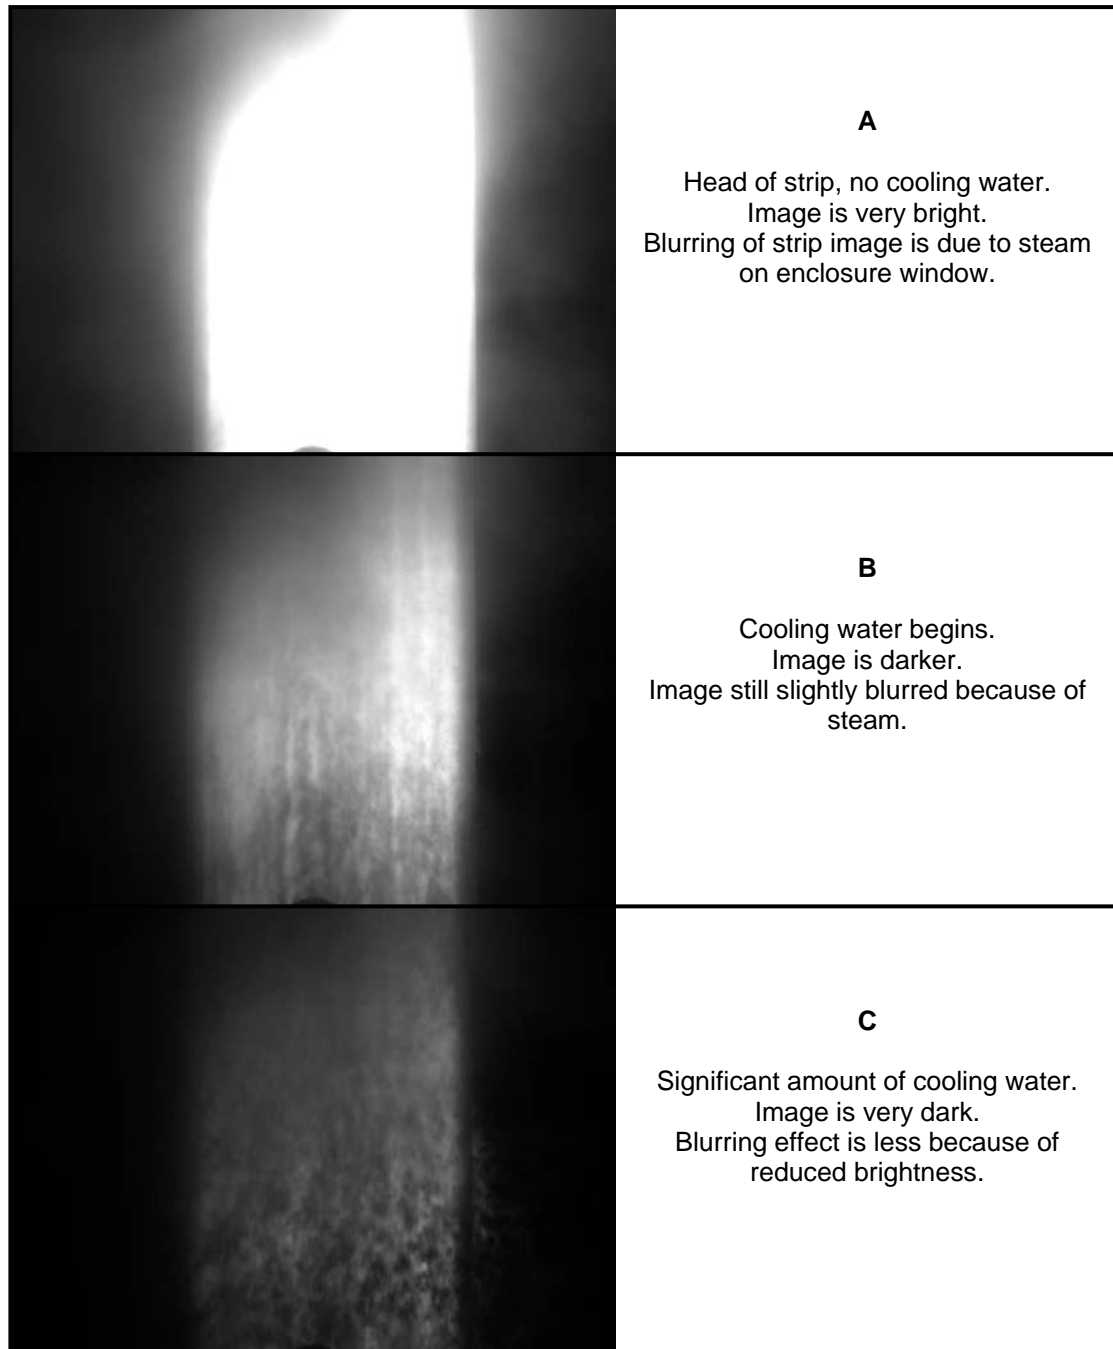 A
Head of strip, no cooling water.
Image is very bright.
Blurring of strip image is due to steam
on enclosure window.
B
Cooling water begins.
Image is darker.
Image still slightly blurred because of
steam.
C
Significant amount of cooling water.
Image is very dark.
Blurring effect is less because of
reduced brightness.